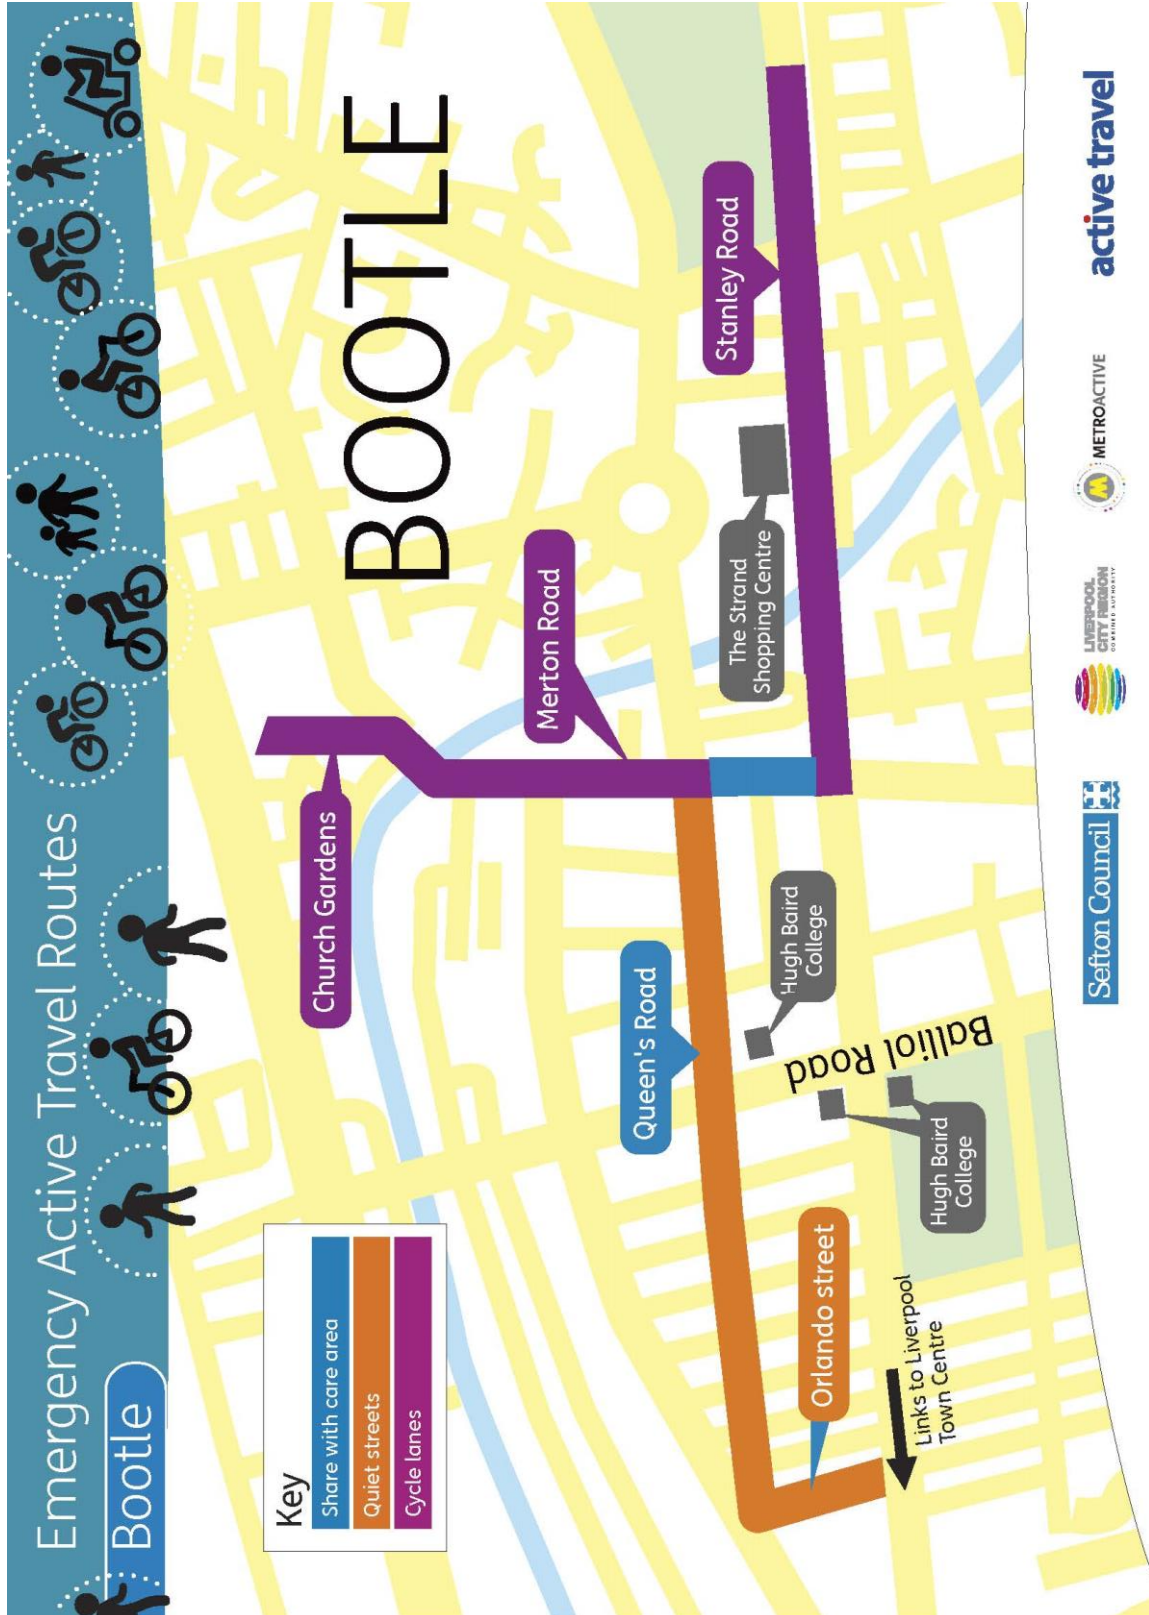 Emergency Active Travel Routes
Bootle
BOOTLE
Church Gardens
Merton Road
Stanley Road
The Strand
Shopping Centre
Queen's Road
Hugh Baird
College
Balliol Road
Hugh Baird
College
Orlando street
Links to Liverpool
Town Centre
Key
Share with care area
Quiet streets
Cycle lanes
Sefton Council
LIVERPOOL
CITY REGION
COMBINED AUTHORITY
M METROACTIVE
active travel